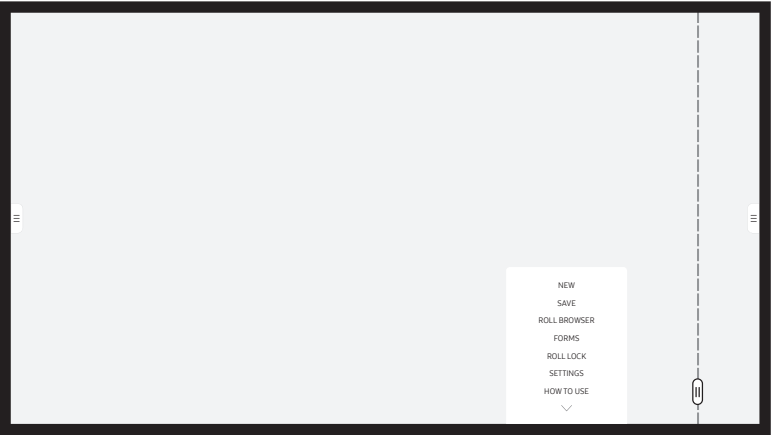 NEW
SAVE
ROLL BROWSER
FORMS
ROLL LOCK
SETTINGS
HOW TO USE